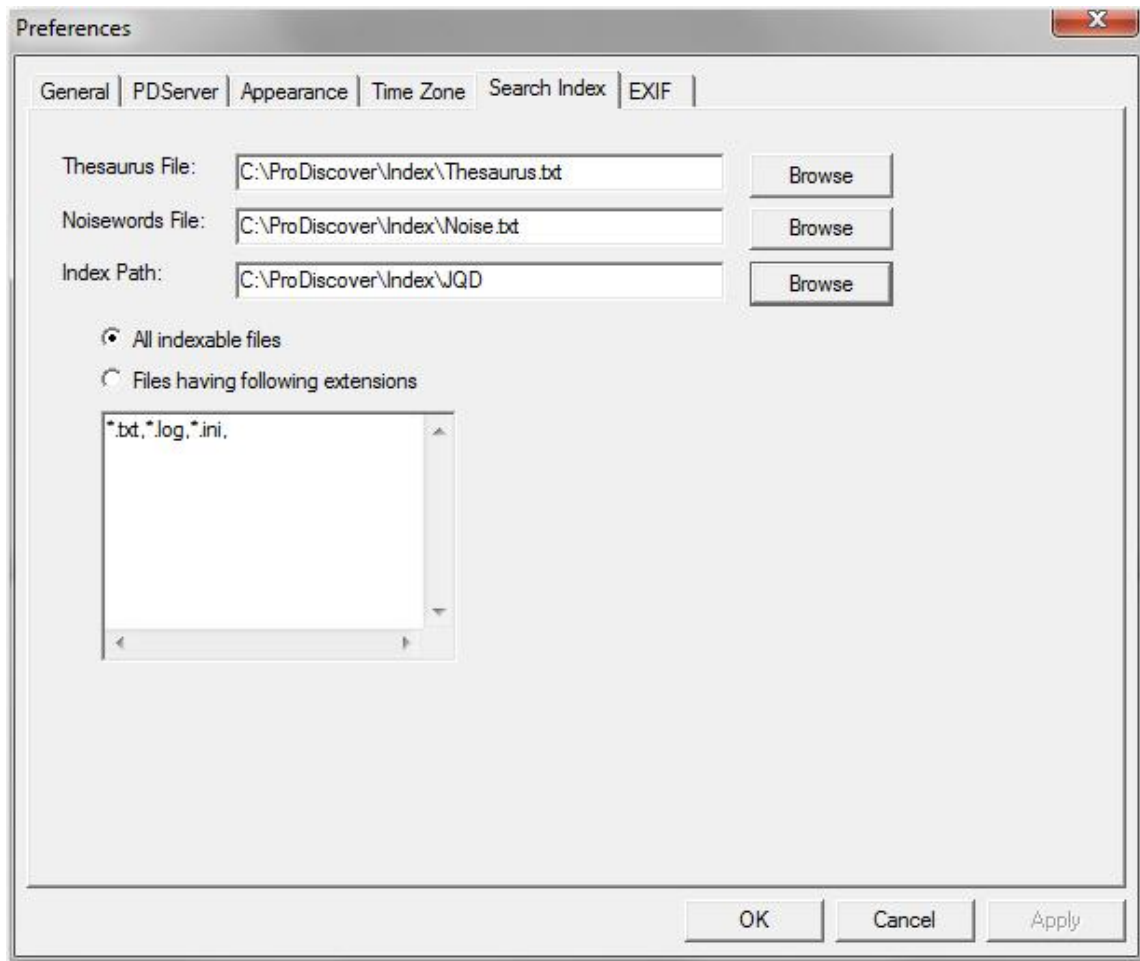 Preferences
General PDServer Appearance Time Zone Search Index EXIF
Thesaurus File: C:\ProDiscover\Index\Thesaurus.txt Browse
Noisewords File: C:\ProDiscover\Index\Noise.txt Browse
Index Path: C:\ProDiscover\Index\JQD Browse
All indexable files
Files having following extensions
*.txt,*.log,*.ini,
OK Cancel Apply